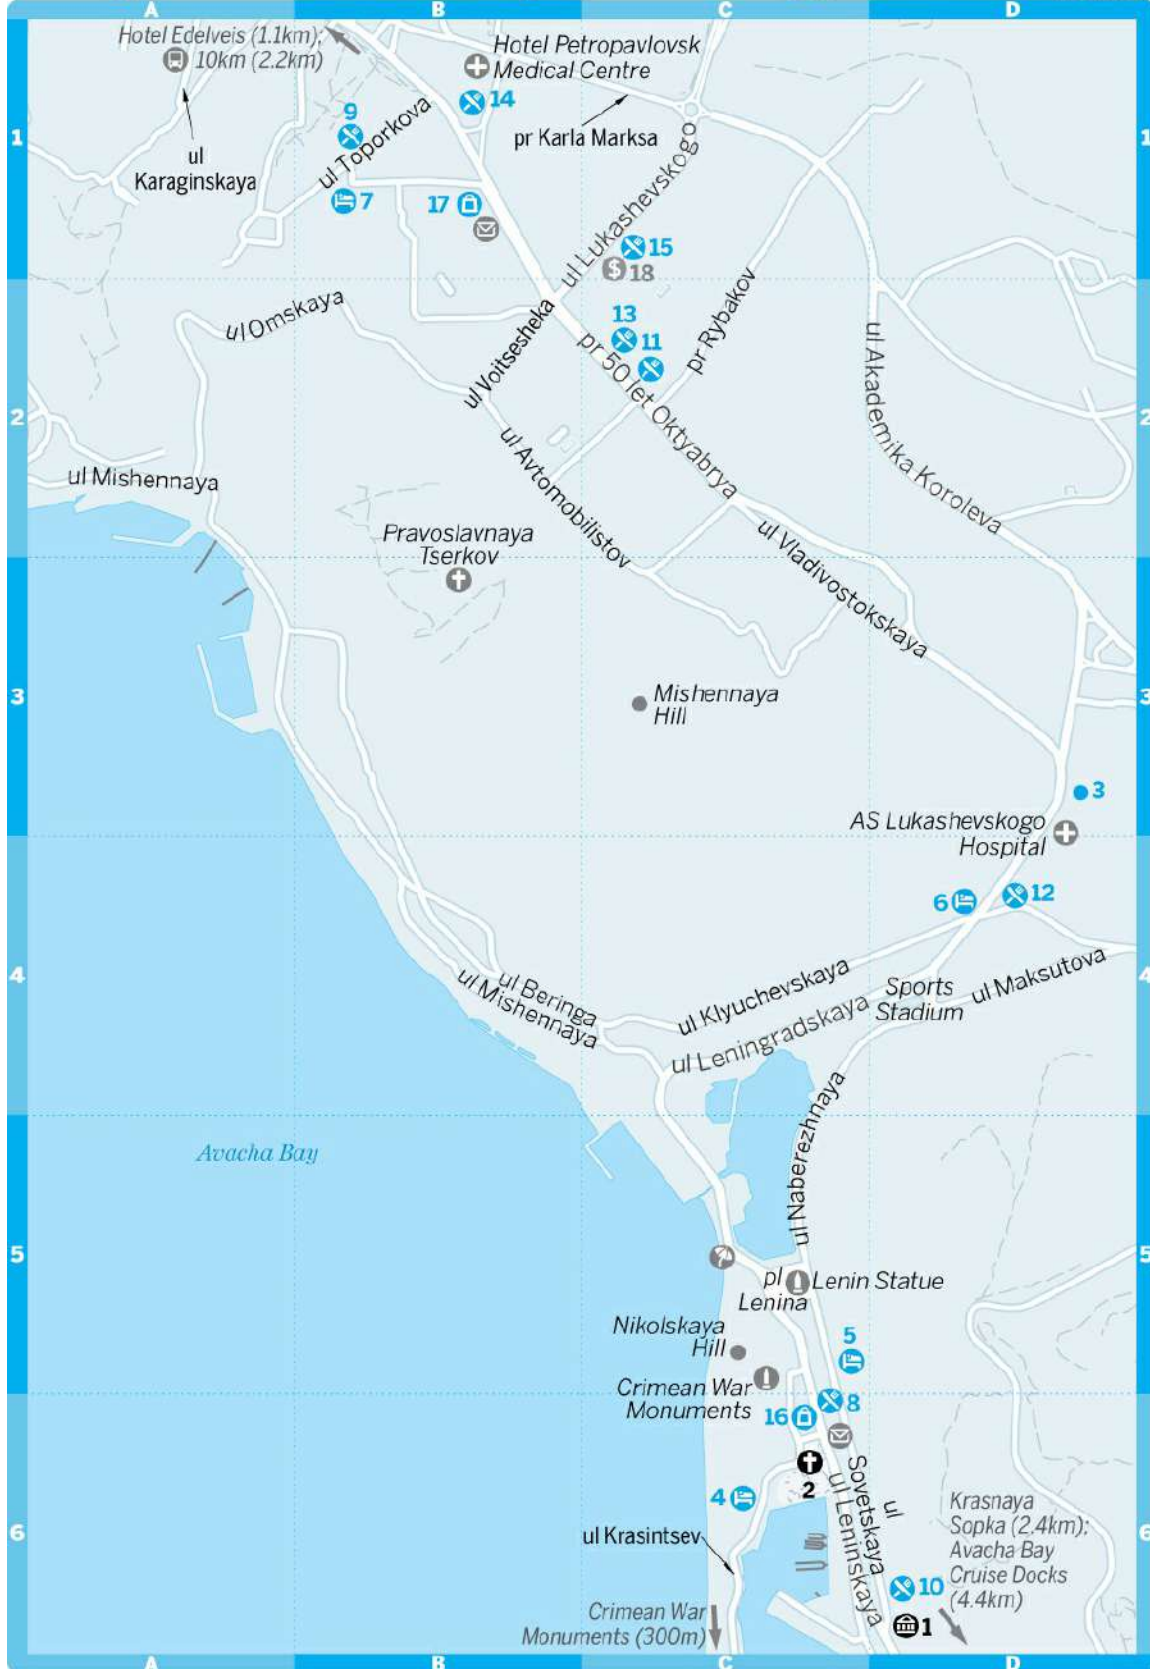 A B C D
Hotel Edelveis (1.1km);
10km (2.2km)
Hotel Petropavlovsk
Medical Centre
14
9
1
1
pr Karla Marksa
ul
Karaginskaya
ul Toporkova
7
17
ul Lukashevskogo
15
18
ul Omskaya
13
11
ul Voitsesheka
pr Rybakov
pr 50 let Oktyabrya
ul Akademika Koroleva
2
2
ul Avtomobilistov
ul Mishennaya
Pravoslavnaya
Tserkov
ul Vladivostokskaya
3
3
Mishennaya
Hill
3
AS Lukashevskogo
Hospital
6
12
4
4
ul Beringa
ul Mishennaya
ul Klyuchevskaya
ul Leningradskaya
Sports
Stadium
ul Maksutova
ul Naberezhnaya
Avacha Bay
5
5
pl
Lenina
Lenin Statue
Nikolskaya
Hill
5
Crimean War
Monuments
16
8
2
4
ul
Sovetskaya
ul Leninskaya
6
6
ul Krasintsev
Krasnaya
Sopka (2.4km);
Avacha Bay
Cruise Docks
(4.4km)
10
1
Crimean War
Monuments (300m)
A B C D